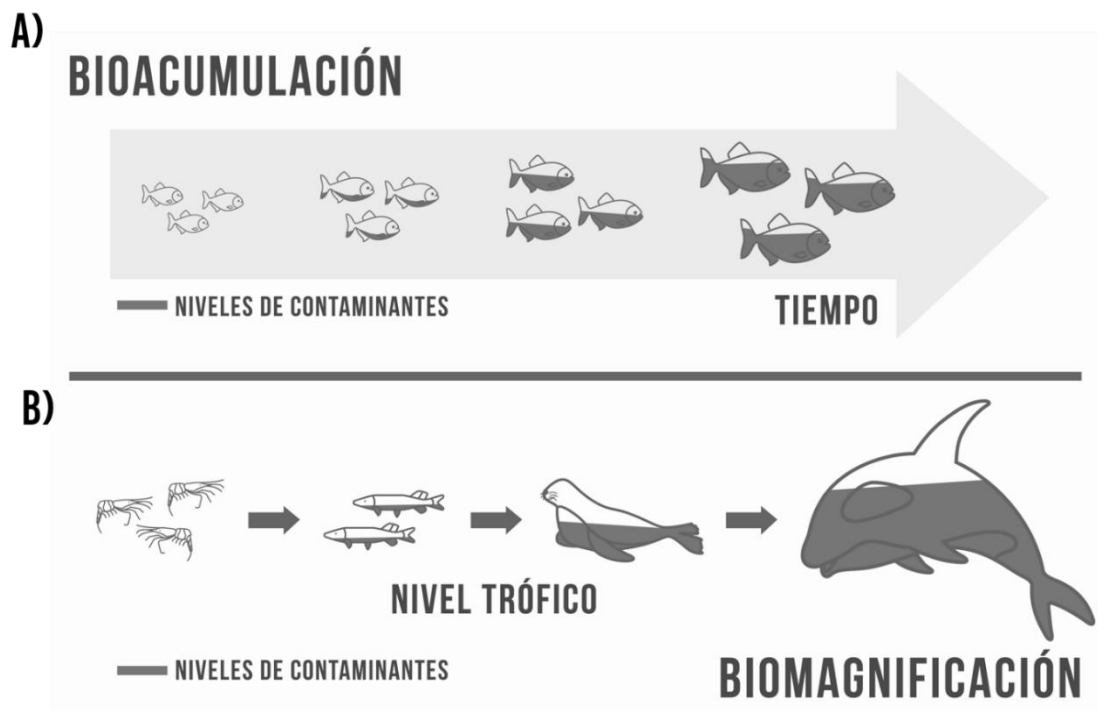 A)
BIOACUMULACIÓN
NIVELES DE CONTAMINANTES
TIEMPO
B)
NIVEL TRÓFICO
NIVELES DE CONTAMINANTES
BIOMAGNIFICACIÓN